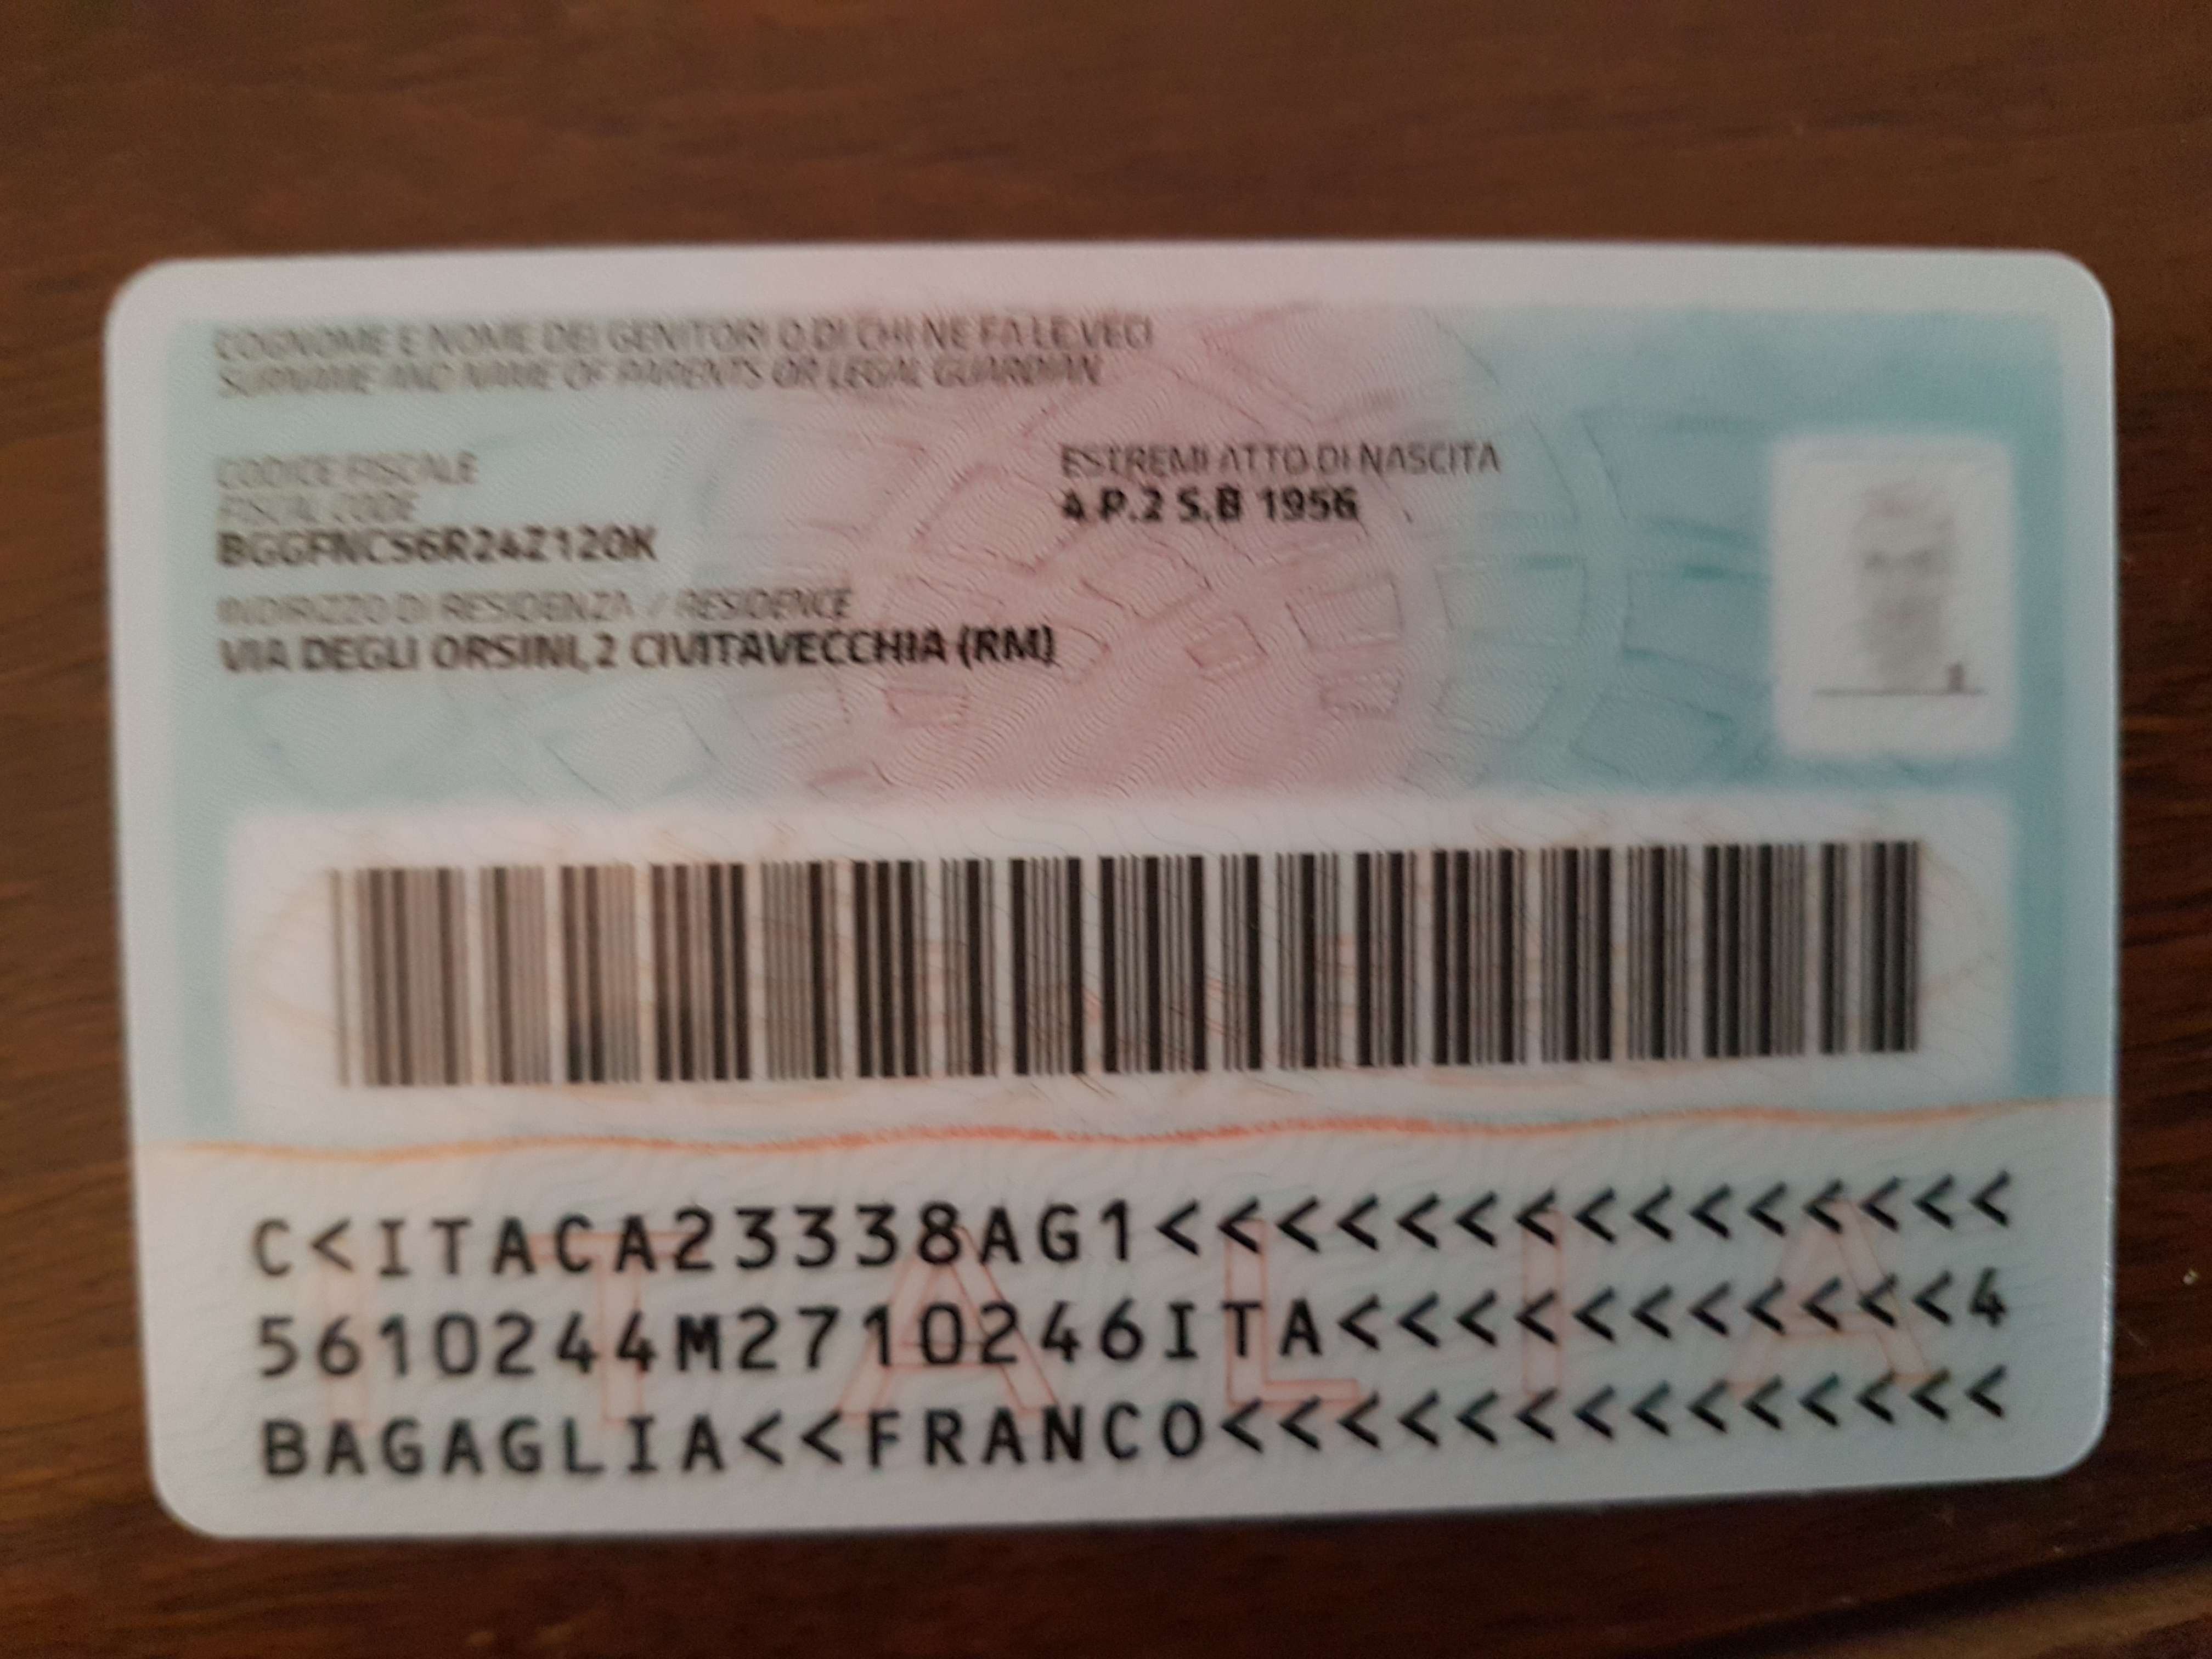 COGNOME E NOME DEI GENITORI O DI CHI NE FA LE VECI
SURNAME AND NAME OF PARENTS OR LEGAL GUARDIAN
CODICE FISCALE
FISCAL CODE
BGGFNC56R24Z120K
ESTREMI ATTO DI NASCITA
4 P.2 S.B 1956
INDIRIZZO DI RESIDENZA / RESIDENCE
VIA DEGLI ORSINI,2 CIVITAVECCHIA (RM)
C<ITACA23338AG1<<<<<<<<<<<<<<<
5610244M2710246ITA<<<<<<<<<<<4
BAGAGLIA<<FRANCO<<<<<<<<<<<<<<
ITALIA